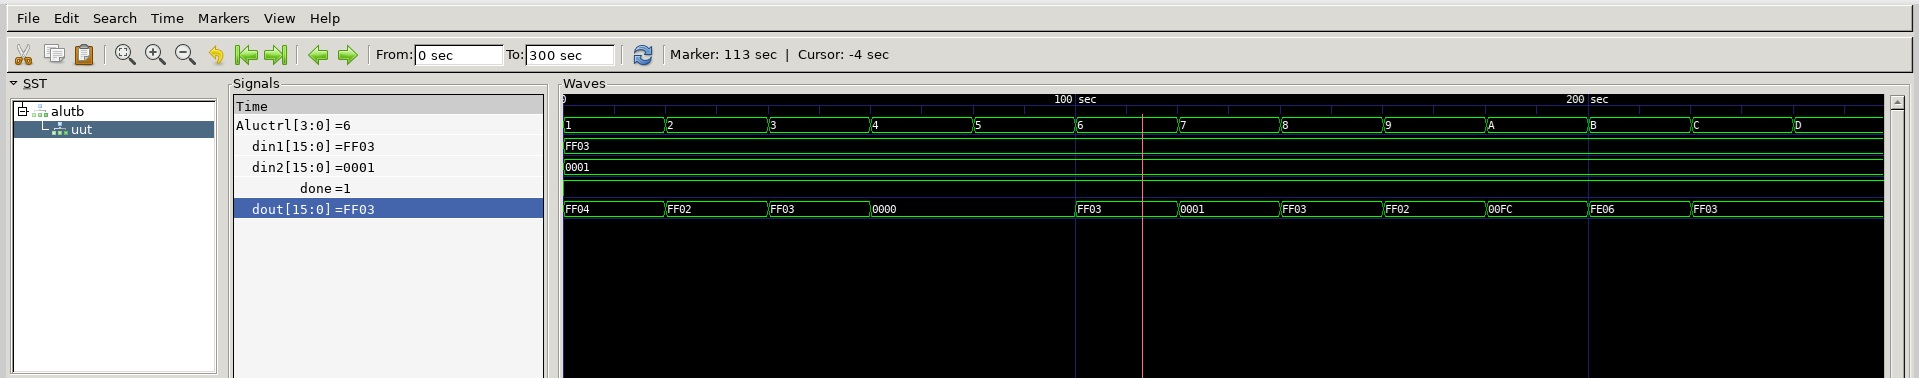 File Edit Search Time Markers View Help
From: 0 sec To: 300 sec Marker: 113 sec | Cursor: -4 sec
SST
alutb
uut
Signals
Time
Aluctrl[3:0] =6
din1[15:0] =FF03
din2[15:0] =0001
done =1
dout[15:0] =FF03
Waves
0 100 sec 200 sec
1 2 3 4 5 6 7 8 9 A B C D
FF03
0001
FF04 FF02 FF03 0000 FF03 0001 FF03 FF02 00FC FE06 FF03